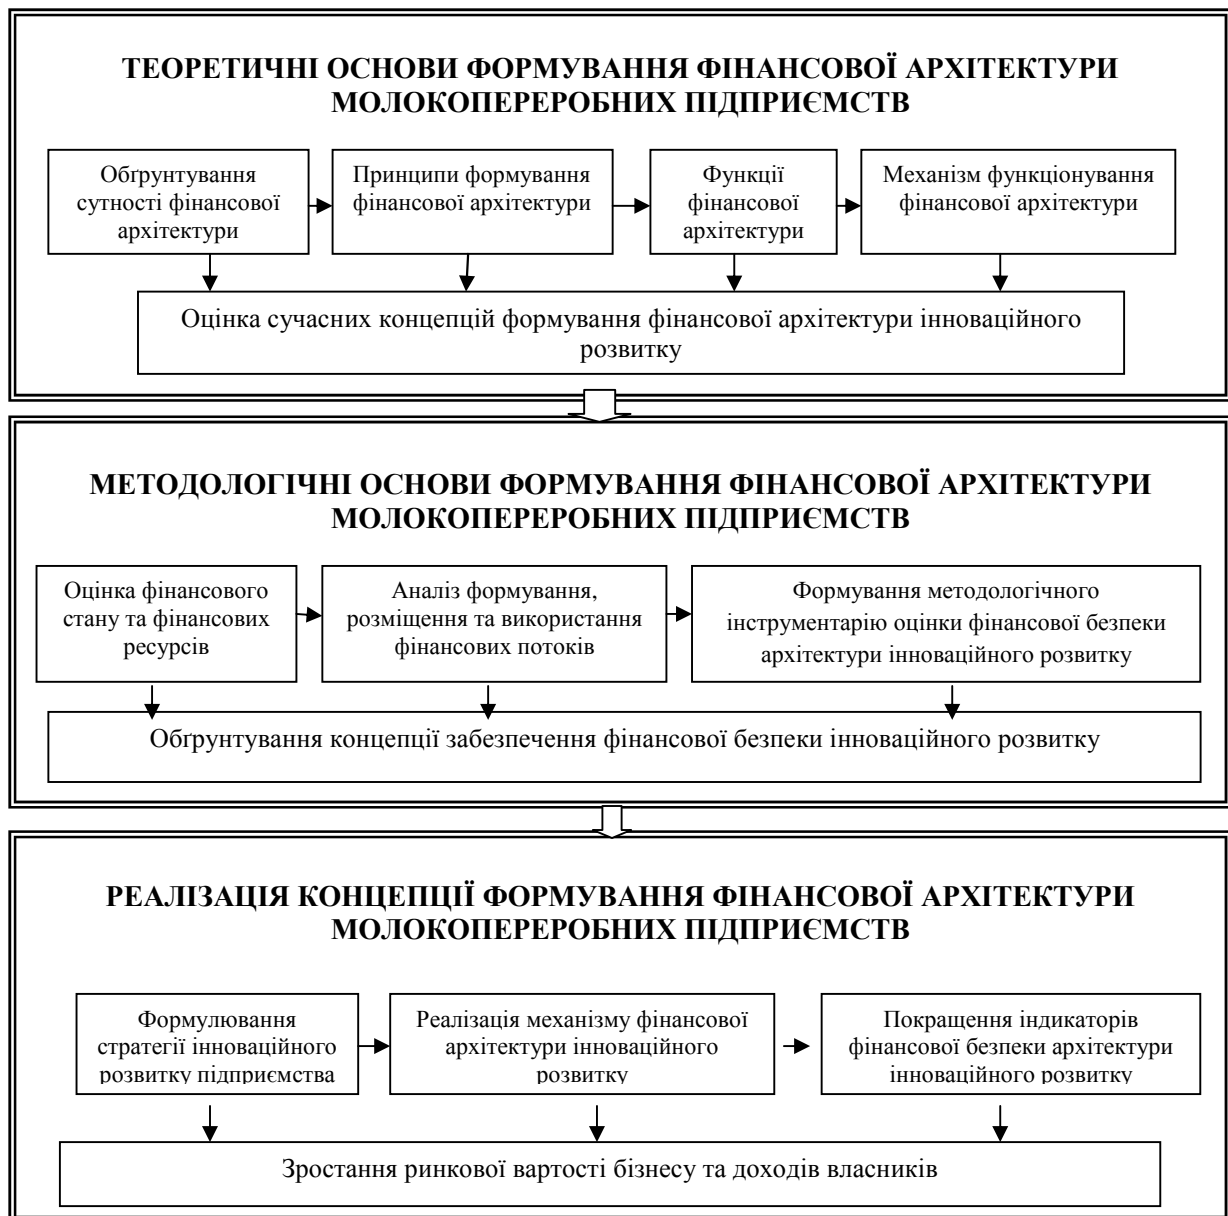 ТЕОРЕТИЧНІ ОСНОВИ ФОРМУВАННЯ ФІНАНСОВОЇ АРХІТЕКТУРИ
МОЛОКОПЕРЕРОБНИХ ПІДПРИЄМСТВ
Обґрунтування
сутності фінансової
архітектури
Принципи формування
фінансової архітектури
Функції
фінансової
архітектури
Механізм функціонування
фінансової архітектури
Оцінка сучасних концепцій формування фінансової архітектури інноваційного
розвитку
МЕТОДОЛОГІЧНІ ОСНОВИ ФОРМУВАННЯ ФІНАНСОВОЇ АРХІТЕКТУРИ
МОЛОКОПЕРЕРОБНИХ ПІДПРИЄМСТВ
Оцінка фінансового
стану та фінансових
ресурсів
Аналіз формування,
розміщення та використання
фінансових потоків
Формування методологічного
інструментарію оцінки фінансової безпеки
архітектури інноваційного розвитку
Обґрунтування концепції забезпечення фінансової безпеки інноваційного розвитку
РЕАЛІЗАЦІЯ КОНЦЕПЦІЇ ФОРМУВАННЯ ФІНАНСОВОЇ АРХІТЕКТУРИ
МОЛОКОПЕРЕРОБНИХ ПІДПРИЄМСТВ
Формулювання
стратегії інноваційного
розвитку підприємства
Реалізація механізму фінансової
архітектури інноваційного
розвитку
Покращення індикаторів
фінансової безпеки архітектури
інноваційного розвитку
Зростання ринкової вартості бізнесу та доходів власників